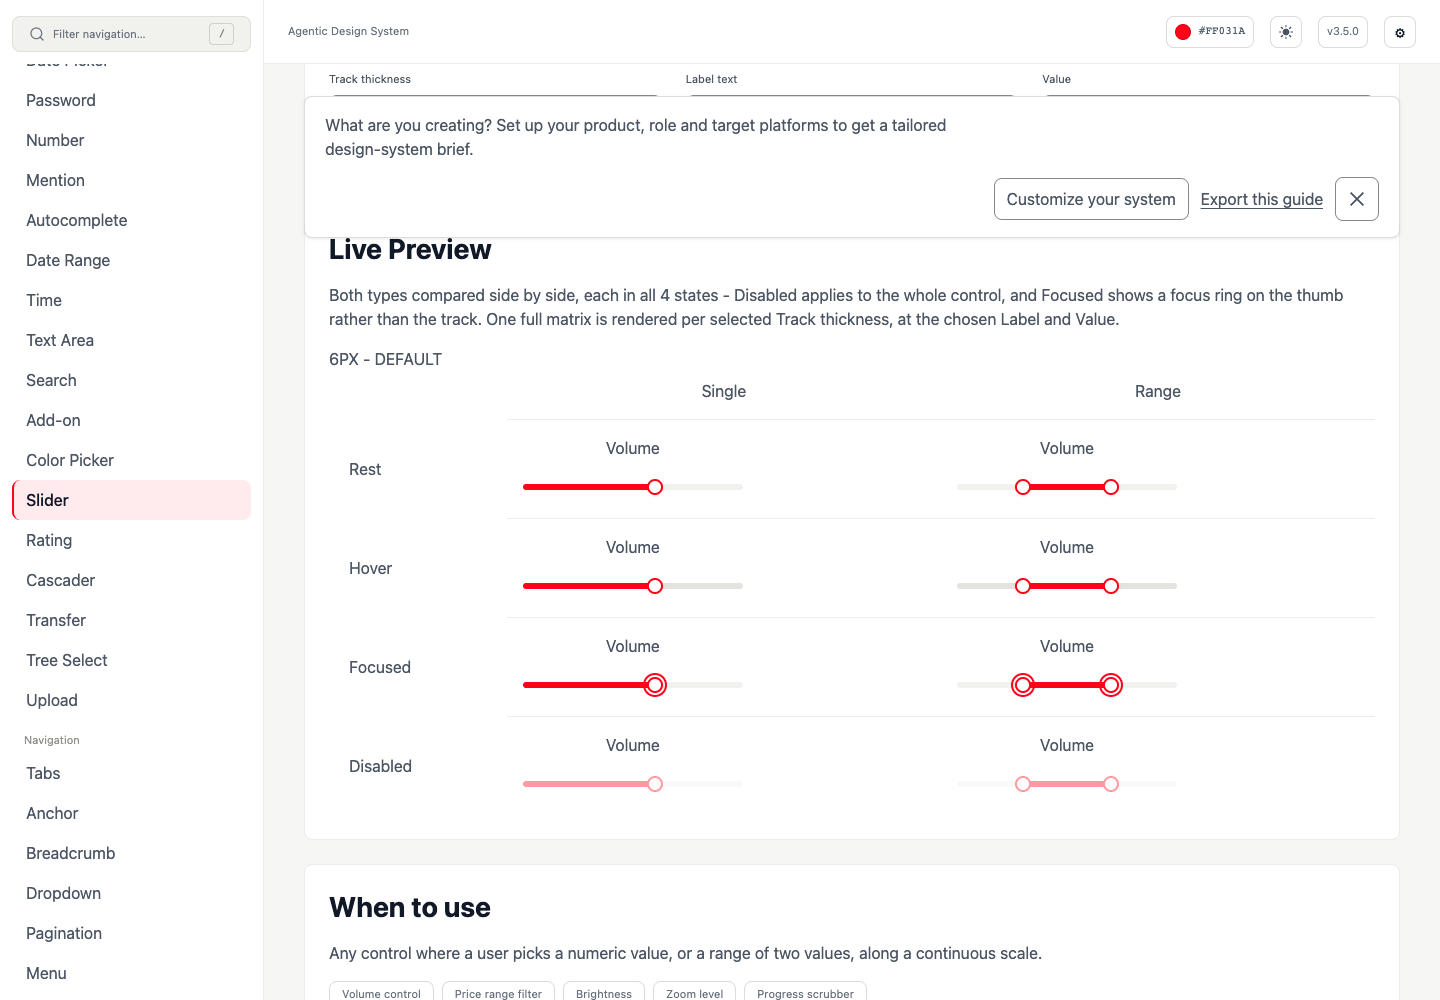 Filter navigation...
/
Agentic Design System
#FF031A
v3.5.0
Date Picker
Password
Number
Mention
Autocomplete
Date Range
Time
Text Area
Search
Add-on
Color Picker
Slider
Rating
Cascader
Transfer
Tree Select
Upload
Navigation
Tabs
Anchor
Breadcrumb
Dropdown
Pagination
Menu
Track thickness
Label text
Value
What are you creating? Set up your product, role and target platforms to get a tailored
design-system brief.
Customize your system
Export this guide
Live Preview
Both types compared side by side, each in all 4 states - Disabled applies to the whole control, and Focused shows a focus ring on the thumb
rather than the track. One full matrix is rendered per selected Track thickness, at the chosen Label and Value.
6PX - DEFAULT
Single
Range
Rest
Volume
Volume
Hover
Volume
Volume
Focused
Volume
Volume
Disabled
Volume
Volume
When to use
Any control where a user picks a numeric value, or a range of two values, along a continuous scale.
Volume control
Price range filter
Brightness
Zoom level
Progress scrubber